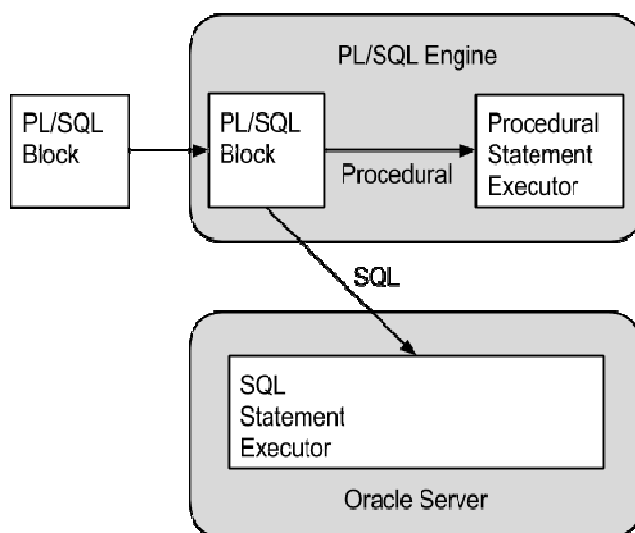 PL/SQL Engine
PL/SQL
Block
PL/SQL
Block
Procedural
Procedural
Statement
Executor
SQL
SQL
Statement
Executor
Oracle Server